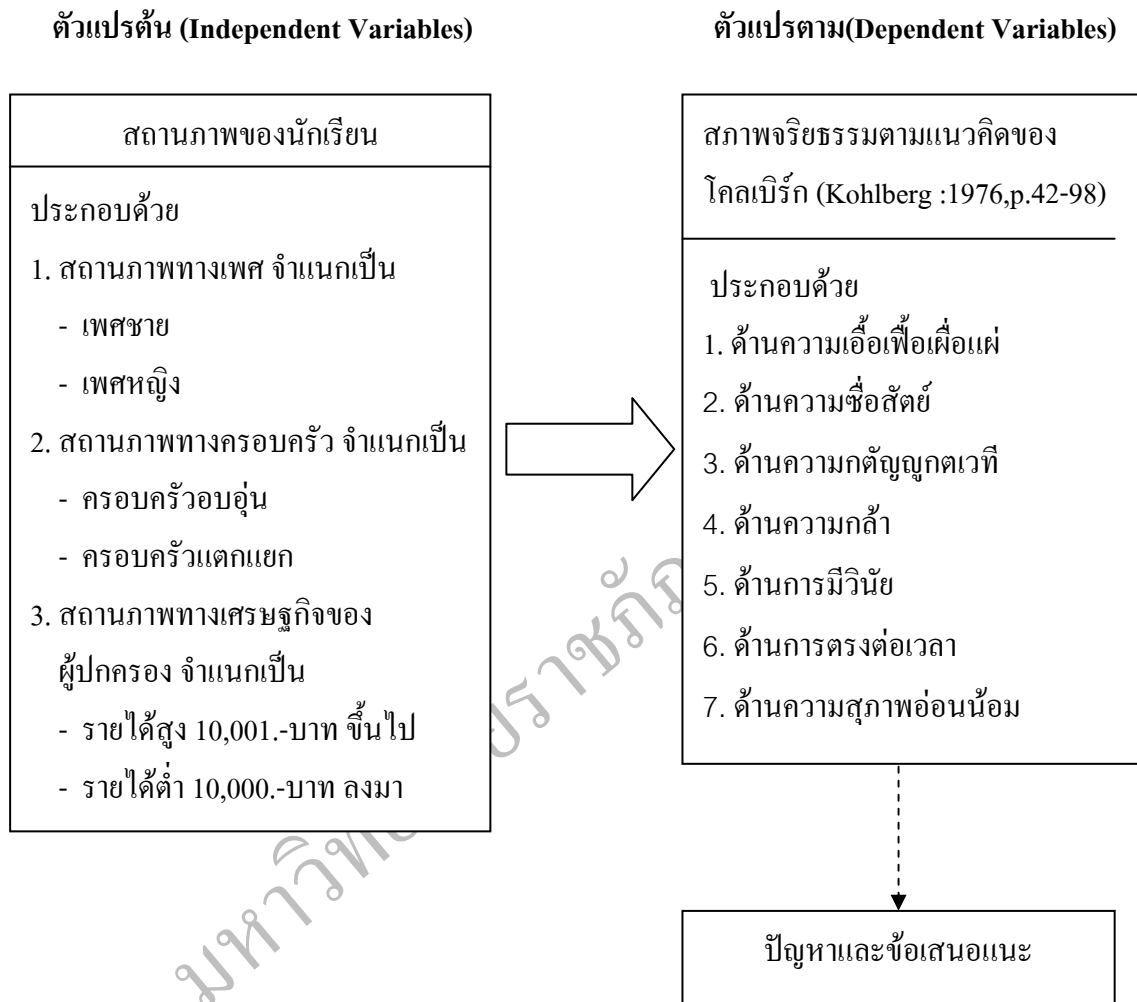 ตัวแปรต้น (Independent Variables)
สถานภาพของนักเรียน
ประกอบด้วย
1. สถานภาพทางเพศ จำแนกเป็น
- เพศชาย
- เพศหญิง
2. สถานภาพทางครอบครัว จำแนกเป็น
- ครอบครัวอบอุ่น
- ครอบครัวแตกแยก
3. สถานภาพทางเศรษฐกิจของ
ผู้ปกครอง จำแนกเป็น
- รายได้สูง 10,001.-บาท ขึ้นไป
- รายได้ต่ำ 10,000.-บาท ลงมา
ตัวแปรตาม(Dependent Variables)
สภาพจริยธรรมตามแนวคิดของ
โคลเบิร์ก (Kohlberg :1976,p.42-98)
ประกอบด้วย
1. ด้านความเอื้อเฟื้อเผื่อแผ่
2. ด้านความซื่อสัตย์
3. ด้านความกตัญญูกตเวที
4. ด้านความกล้า
5. ด้านการมีวินัย
6. ด้านการตรงต่อเวลา
7. ด้านความสุภาพอ่อนน้อม
ปัญหาและข้อเสนอแนะ